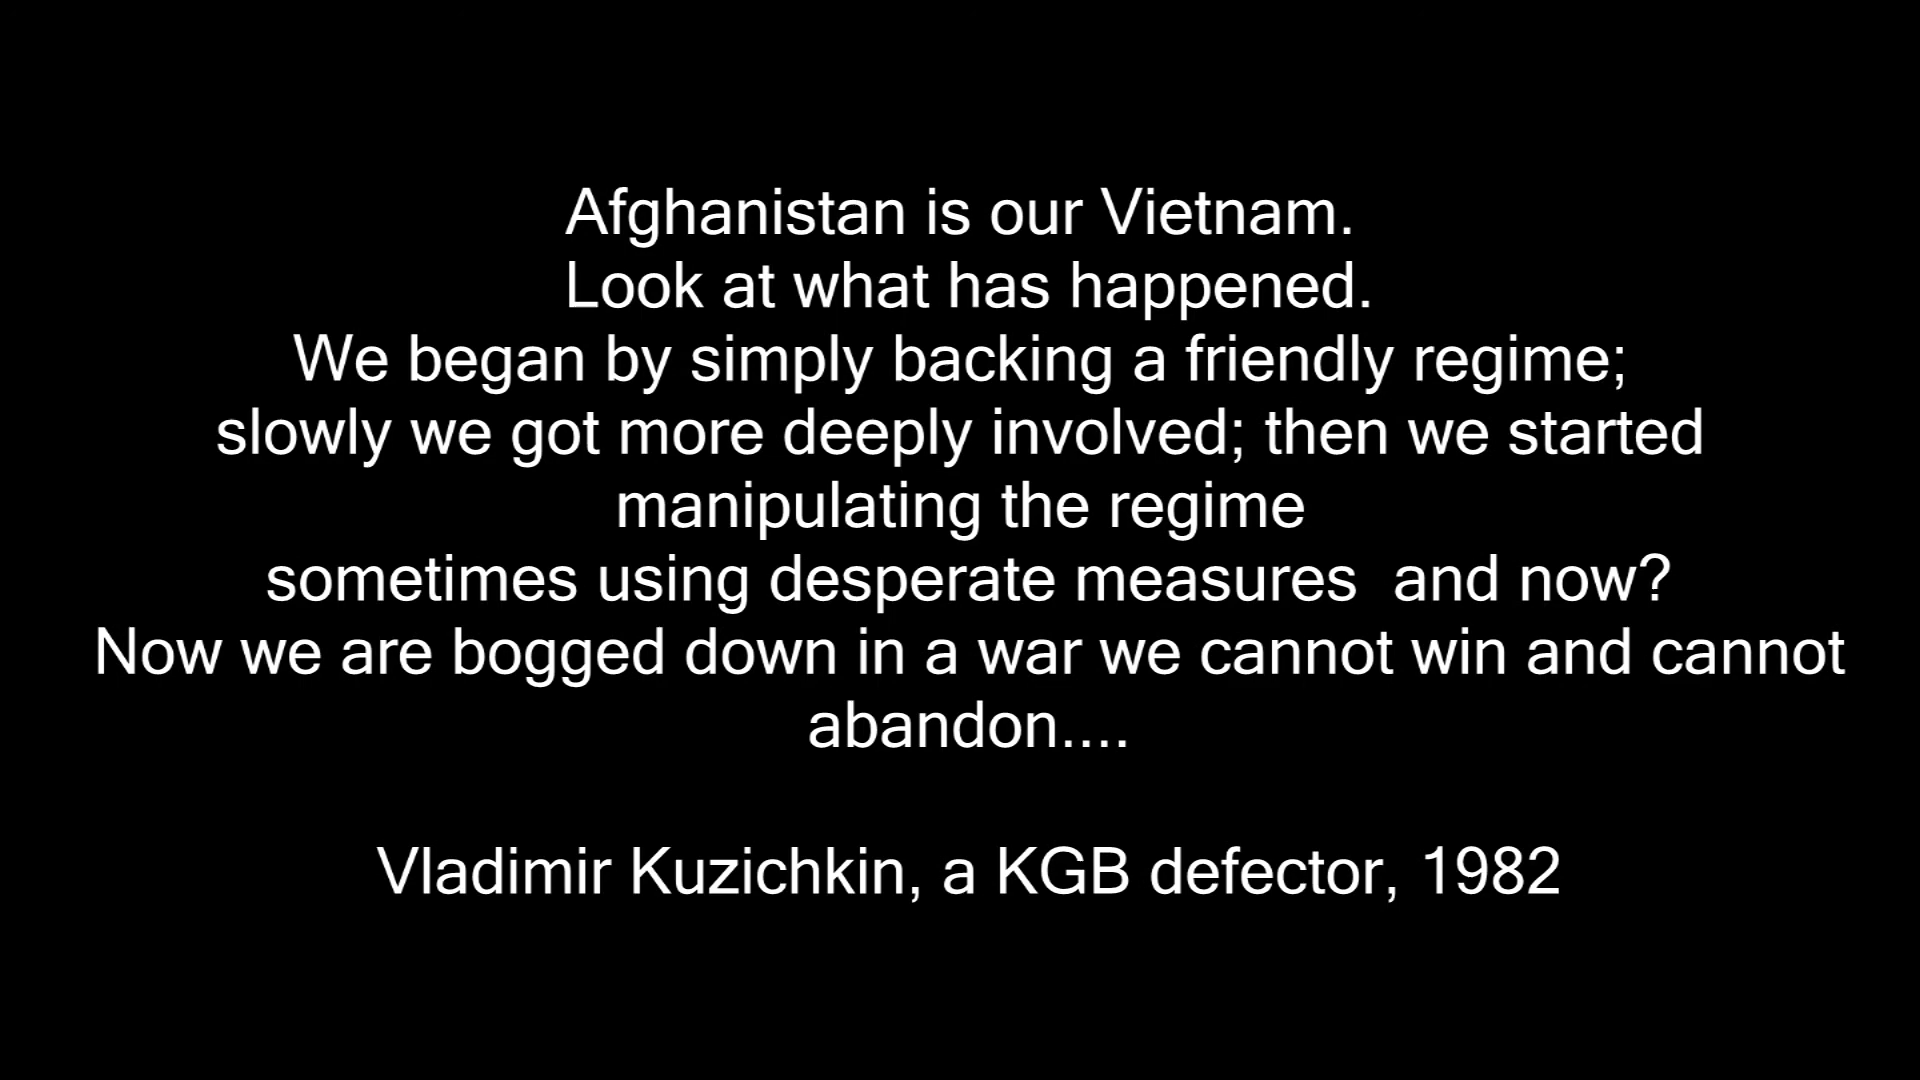 Afghanistan is our Vietnam.
Look at what has happened.
We began by simply backing a friendly regime;
slowly we got more deeply involved; then we started
manipulating the regime
sometimes using desperate measures  and now?
Now we are bogged down in a war we cannot win and cannot
abandon....
Vladimir Kuzichkin, a KGB defector, 1982